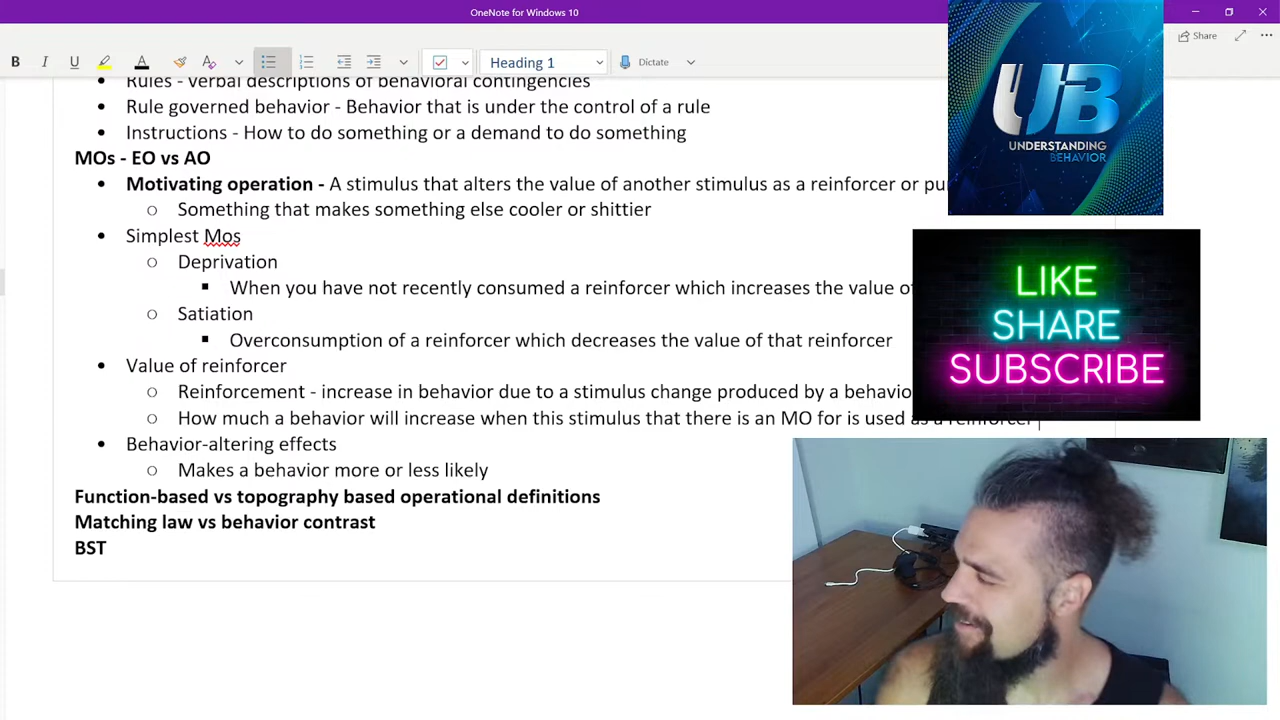 OneNote for Windows 10
Share
B I U A A Heading 1 Dictate
Rules - verbal descriptions of behavioral contingencies
Rule governed behavior - Behavior that is under the control of a rule
Instructions - How to do something or a demand to do something
MOs - EO vs AO
Motivating operation - A stimulus that alters the value of another stimulus as a reinforcer or
Something that makes something else cooler or shittier
Simplest Mos
Deprivation
When you have not recently consumed a reinforcer which increases the value
Satiation
Overconsumption of a reinforcer which decreases the value of that reinforcer
Value of reinforcer
Reinforcement - increase in behavior due to a stimulus change produced by a
How much a behavior will increase when this stimulus that there is an MO for is used as a reinforcer
Behavior-altering effects
Makes a behavior more or less likely
Function-based vs topography based operational definitions
Matching law vs behavior contrast
BST
UB
UNDERSTANDING
BEHAVIOR
LIKE
SHARE
SUBSCRIBE